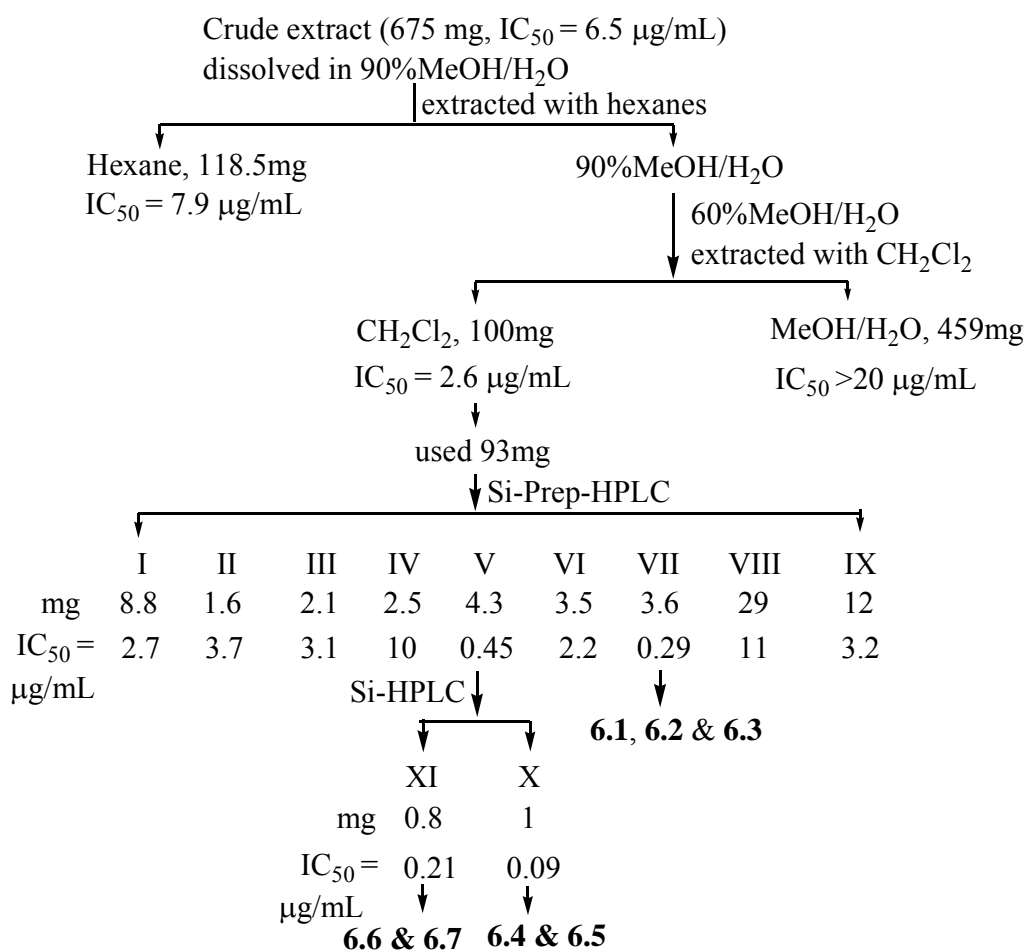 Crude extract (675 mg, IC₅₀ = 6.5 μg/mL)
dissolved in 90%MeOH/H₂O
extracted with hexanes
Hexane, 118.5mg
IC₅₀ = 7.9 μg/mL
90%MeOH/H₂O
60%MeOH/H₂O
extracted with CH₂Cl₂
CH₂Cl₂, 100mg
IC₅₀ = 2.6 μg/mL
MeOH/H₂O, 459mg
IC₅₀ >20 μg/mL
used 93mg
Si-Prep-HPLC
I II III IV V VI VII VIII IX
mg 8.8 1.6 2.1 2.5 4.3 3.5 3.6 29 12
IC₅₀ = 2.7 3.7 3.1 10 0.45 2.2 0.29 11 3.2
μg/mL
Si-HPLC
6.1, 6.2 & 6.3
XI X
mg 0.8 1
IC₅₀ = 0.21 0.09
μg/mL
6.6 & 6.7 6.4 & 6.5